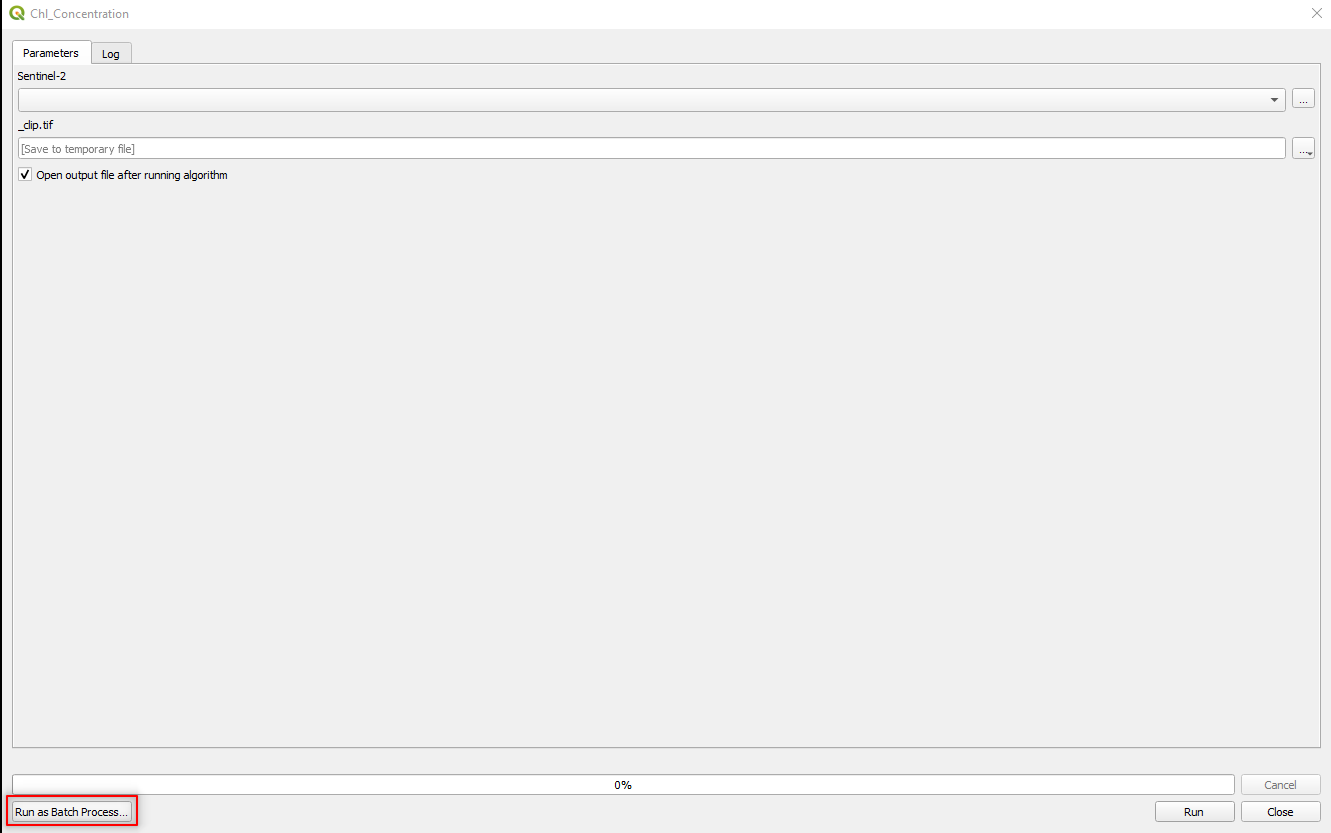 Chl_Concentration
Parameters
Log
Sentinel-2
...
_clip.tif
[Save to temporary file]
...
Open output file after running algorithm
0%
Cancel
Run as Batch Process...
Run
Close